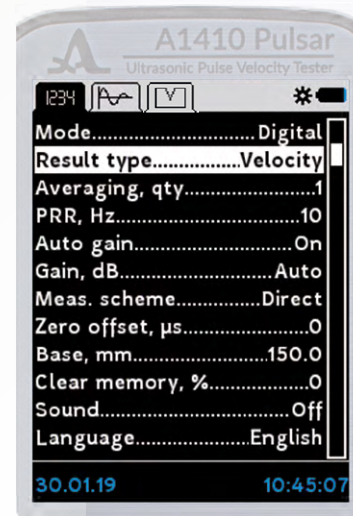 A1410 Pulsar
Ultrasonic Pulse Velocity Tester
1234
Mode............................Digital
Result type.................Velocity
Averaging, qty......................1
PRR, Hz...............................10
Auto gain...........................On
Gain, dB.........................Auto
Meas. scheme...............Direct
Zero offset, µs.....................0
Base, mm.......................150.0
Clear memory, %.................0
Sound................................Off
Language....................English
30.01.19 10:45:07